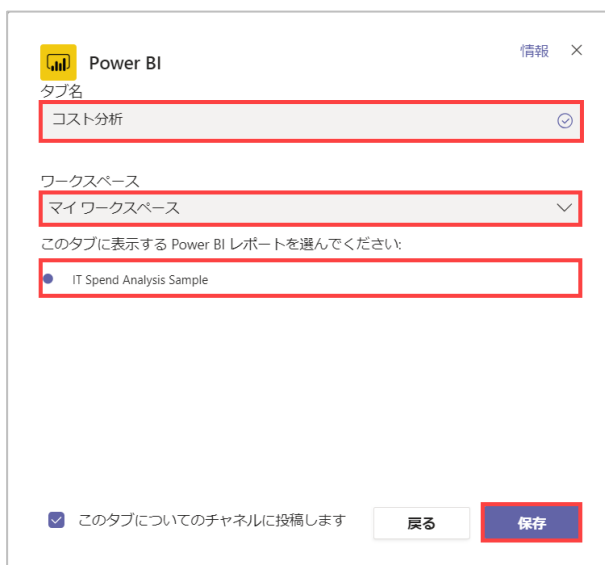 Power BI
情報
タブ名
コスト分析
ワークスペース
マイ ワークスペース
このタブに表示する Power BI レポートを選んでください:
IT Spend Analysis Sample
このタブについてのチャネルに投稿します
戻る
保存